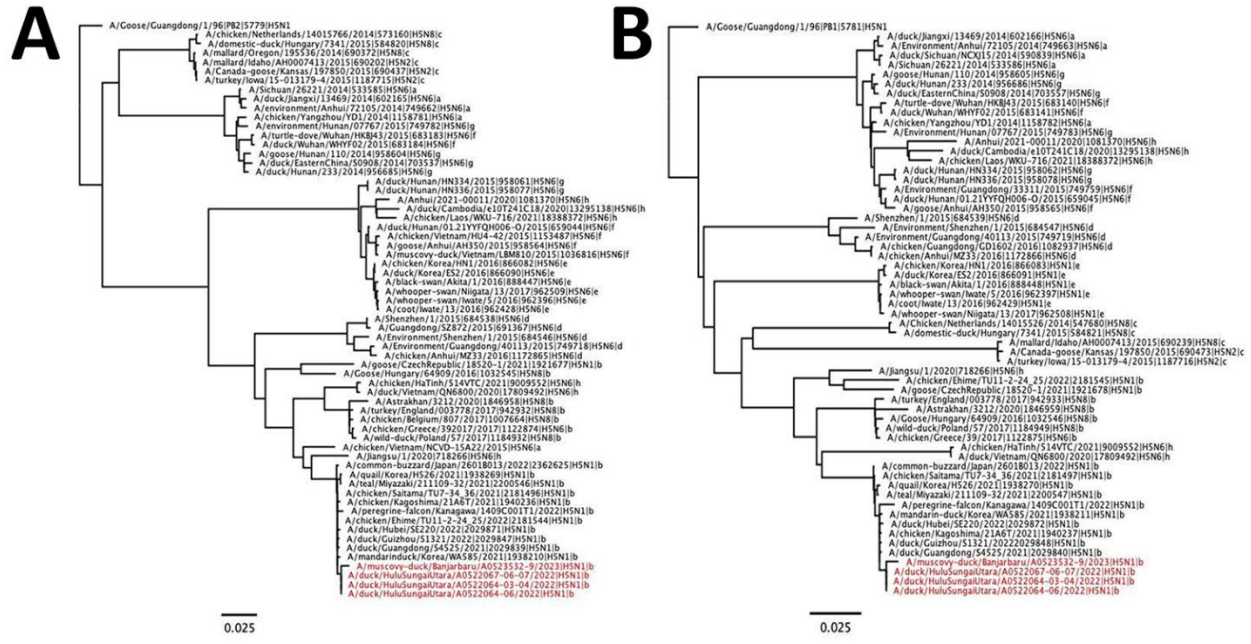 A
A/Goose/Guangdong/1/96|PB2|5779|H5N1
A/chicken/Netherlands/14015766/2014|573160|H5N8|c
A/domestic-duck/Hungary/7341/2015|584820|H5N8|c
A/mallard/Oregon/195536/2014|690372|H5N8|c
A/mallard/Idaho/AH0007413/2015|690202|H5N2|c
A/Canada-goose/Kansas/197850/2015|690437|H5N2|c
A/turkey/Iowa/15-013179-4/2015|1187715|H5N2|c
A/Sichuan/26221/2014|533585|H5N6|a
A/duck/Jiangxi/13469/2014|602165|H5N6|a
A/environment/Anhui/72105/2014|749662|H5N6|a
A/chicken/Yangzhou/YD1/2014|1158781|H5N6|a
A/environment/Hunan/07767/2015|749782|H5N6|g
A/turtle-dove/Wuhan/HKBJ43/2015|683183|H5N6|f
A/duck/Wuhan/WHYF02/2015|683184|H5N6|f
A/goose/Hunan/110/2014|958604|H5N6|g
A/duck/EasternChina/S0908/2014|703537|H5N6|g
A/duck/Hunan/233/2014|956685|H5N6|g
A/duck/Hunan/HN334/2015|958061|H5N6|g
A/duck/Hunan/HN336/2015|958077|H5N6|g
A/Anhui/2021-00011/2020|1081370|H5N6|h
A/duck/Cambodia/e10T241C18/2020|13295138|H5N6|h
A/chicken/Laos/WKU-716/2021|18388372|H5N6|h
A/duck/Hunan/01.21YYFQH006-O/2015|659044|H5N6|f
A/chicken/Vietnam/HU4-42/2015|1153487|H5N6|f
A/goose/Anhui/AH350/2015|958564|H5N6|f
A/muscovy-duck/Vietnam/LBM810/2015|1036816|H5N6|f
A/chicken/Korea/HN1/2016|866082|H5N6|e
A/duck/Korea/ES2/2016|866090|H5N6|e
A/black-swan/Akita/1/2016|888447|H5N6|e
A/whooper-swan/Niigata/13/2017|962509|H5N6|e
A/whooper-swan/Iwate/5/2016|962396|H5N6|e
A/coot/Iwate/13/2016|962428|H5N6|e
A/Shenzhen/1/2015|684538|H5N6|d
A/Guangdong/SZ872/2015|691367|H5N6|d
A/Environment/Shenzhen/1/2015|684546|H5N6|d
A/Environment/Guangdong/40113/2015|749718|H5N6|d
A/chicken/Anhui/MZ33/2016|1172865|H5N6|d
A/goose/CzechRepublic/18520-1/2021|1921677|H5N1|b
A/Goose/Hungary/64909/2016|1032545|H5N8|b
A/chicken/HaTinh/S14VTC/2021|9009552|H5N6|h
A/duck/Vietnam/QN6800/2020|17809492|H5N6|h
A/Astrakhan/3212/2020|1846958|H5N8|b
A/turkey/England/003778/2017|942932|H5N8|b
A/chicken/Belgium/807/2017|1007664|H5N8|b
A/chicken/Greece/392017/2017|1122874|H5N6|b
A/wild-duck/Poland/57/2017|1184932|H5N8|b
A/chicken/Vietnam/NCVD-15A22/2015|H5N6|a
A/Jiangsu/1/2020|718266|H5N6|h
A/common-buzzard/Japan/2601B013/2022|2362625|H5N1|b
A/quail/Korea/H526/2021|1938269|H5N1|b
A/teal/Miyazaki/211109-32/2021|2200546|H5N1|b
A/chicken/Saitama/TU7-34_36/2021|2181496|H5N1|b
A/chicken/Kagoshima/21A6T/2021|1940236|H5N1|b
A/peregrine-falcon/Kanagawa/1409C001T1/2022|H5N1|b
A/chicken/Ehime/TU11-2-24_25/2022|2181544|H5N1|b
A/duck/Hubei/SE220/2022|2029871|H5N1|b
A/duck/Guizhou/S1321/2022|2029847|H5N1|b
A/duck/Guangdong/S4525/2021|2029839|H5N1|b
A/mandarinduck/Korea/WA585/2021|1938210|H5N1|b
A/muscovy-duck/Banjarbaru/A0523532-9/2023|H5N1|b
A/duck/HuluSungaiUtara/A0522067-06-07/2022|H5N1|b
A/duck/HuluSungaiUtara/A0522064-03-04/2022|H5N1|b
A/duck/HuluSungaiUtara/A0522064-06/2022|H5N1|b
0.025
B
A/Goose/Guangdong/1/96|PB1|5781|H5N1
A/duck/Jiangxi/13469/2014|602166|H5N6|a
A/Environment/Anhui/72105/2014|749663|H5N6|a
A/duck/Sichuan/NCXJ15/2014|590839|H5N6|a
A/Sichuan/26221/2014|533586|H5N6|a
A/goose/Hunan/110/2014|958605|H5N6|g
A/duck/Hunan/233/2014|956686|H5N6|g
A/duck/EasternChina/S0908/2014|703557|H5N6|g
A/turtle-dove/Wuhan/HKBJ43/2015|683140|H5N6|f
A/duck/Wuhan/WHYF02/2015|683141|H5N6|f
A/chicken/Yangzhou/YD1/2014|1158782|H5N6|a
A/Environment/Hunan/07767/2015|749783|H5N6|g
A/Anhui/2021-00011/2020|1081370|H5N6|h
A/duck/Cambodia/e10T241C18/2020|13295138|H5N6|h
A/chicken/Laos/WKU-716/2021|18388372|H5N6|h
A/duck/Hunan/HN334/2015|958062|H5N6|g
A/duck/Hunan/HN336/2015|958078|H5N6|g
A/Environment/Guangdong/33311/2015|749759|H5N6|f
A/duck/Hunan/01.21YYFQH006-O/2015|659045|H5N6|f
A/goose/Anhui/AH350/2015|958565|H5N6|f
A/Shenzhen/1/2015|684539|H5N6|d
A/Environment/Shenzhen/1/2015|684547|H5N6|d
A/Environment/Guangdong/40113/2015|749719|H5N6|d
A/chicken/Guangdong/GD1602/2016|1082937|H5N6|d
A/chicken/Anhui/MZ33/2016|1172866|H5N6|d
A/chicken/Korea/HN1/2016|866083|H5N1|e
A/duck/Korea/ES2/2016|866091|H5N1|e
A/black-swan/Akita/1/2016|888448|H5N1|e
A/whooper-swan/Iwate/5/2016|962397|H5N1|e
A/coot/Iwate/13/2016|962429|H5N1|e
A/whooper-swan/Niigata/13/2017|962508|H5N1|e
A/Chicken/Netherlands/14015526/2014|547680|H5N8|c
A/domestic-duck/Hungary/7341/2015|584821|H5N8|c
A/mallard/Idaho/AH0007413/2015|690239|H5N8|c
A/Canada-goose/Kansas/197850/2015|690473|H5N2|c
A/turkey/Iowa/15-013179-4/2015|1187716|H5N2|c
A/Jiangsu/1/2020|718266|H5N6|h
A/chicken/Ehime/TU11-2-24_25/2022|2181545|H5N1|b
A/goose/CzechRepublic/18520-1/2021|1921678|H5N1|b
A/turkey/England/003778/2017|942933|H5N8|b
A/Astrakhan/3212/2020|1846959|H5N8|b
A/Goose/Hungary/64909/2016|1032546|H5N8|b
A/wild-duck/Poland/57/2017|1184949|H5N8|b
A/chicken/Greece/39/2017|1122875|H5N6|b
A/chicken/HaTinh/S14VTC/2021|9009552|H5N6|h
A/duck/Vietnam/QN6800/2020|17809492|H5N6|h
A/common-buzzard/Japan/2601B013/2022|H5N1|b
A/chicken/Saitama/TU7-34_36/2021|2181497|H5N1|b
A/quail/Korea/H526/2021|1938270|H5N1|b
A/teal/Miyazaki/211109-32/2021|2200547|H5N1|b
A/peregrine-falcon/Kanagawa/1409C001T1/2022|H5N1|b
A/mandarin-duck/Korea/WA585/2021|1938211|H5N1|b
A/duck/Hubei/SE220/2022|2029872|H5N1|b
A/chicken/Kagoshima/21A6T/2021|1940237|H5N1|b
A/duck/Guizhou/S1321/20222029848|H5N1|b
A/duck/Guangdong/S4525/2021|2029840|H5N1|b
A/muscovy-duck/Banjarbaru/A0523532-9/2023|H5N1|b
A/duck/HuluSungaiUtara/A0522067-06-07/2022|H5N1|b
A/duck/HuluSungaiUtara/A0522064-03-04/2022|H5N1|b
A/duck/HuluSungaiUtara/A0522064-06/2022|H5N1|b
0.025